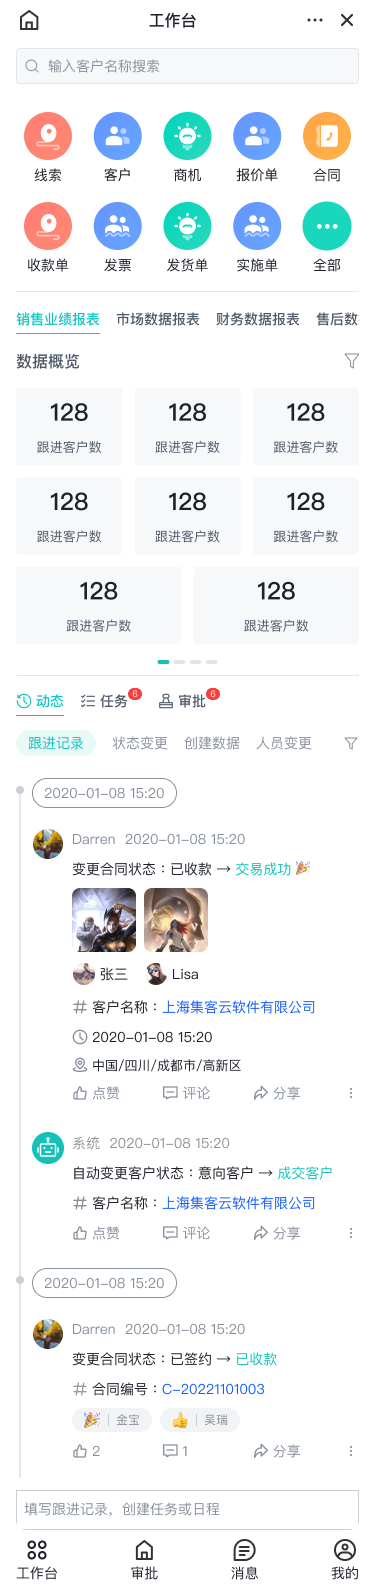 工作台
输入客户名称搜索
线索 客户 商机 报价单 合同
收款单 发票 发货单 实施单 全部
销售业绩报表 市场数据报表 财务数据报表 售后数
数据概览
128 128 128
跟进客户数 跟进客户数 跟进客户数
128 128 128
跟进客户数 跟进客户数 跟进客户数
128 128
跟进客户数 跟进客户数
动态 任务 6 审批 6
跟进记录 状态变更 创建数据 人员变更
2020-01-08 15:20
Darren 2020-01-08 15:20
变更合同状态：已收款 → 交易成功 🎉
张三 Lisa
# 客户名称：上海集客云软件有限公司
2020-01-08 15:20
中国/四川/成都市/高新区
点赞 评论 分享
系统 2020-01-08 15:20
自动变更客户状态：意向客户 → 成交客户
# 客户名称：上海集客云软件有限公司
点赞 评论 分享
2020-01-08 15:20
Darren 2020-01-08 15:20
变更合同状态：已签约 → 已收款
# 合同编号：C-20221101003
🎉 | 金宝 👍 | 吴瑞
2 1 分享
填写跟进记录，创建任务或日程
工作台 审批 消息 我的